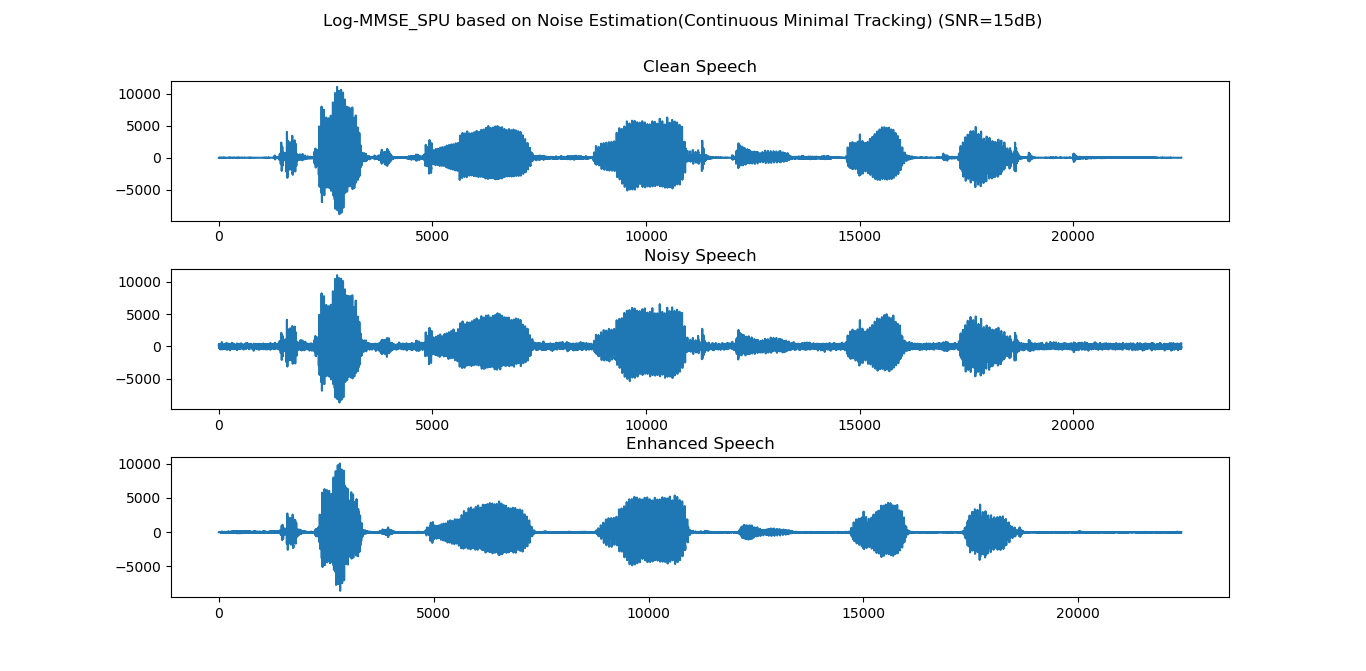 Log-MMSE_SPU based on Noise Estimation(Continuous Minimal Tracking) (SNR=15dB)
Clean Speech
10000
5000
0
−5000
0 5000 10000 15000 20000
Noisy Speech
10000
5000
0
−5000
0 5000 10000 15000 20000
Enhanced Speech
10000
5000
0
−5000
0 5000 10000 15000 20000